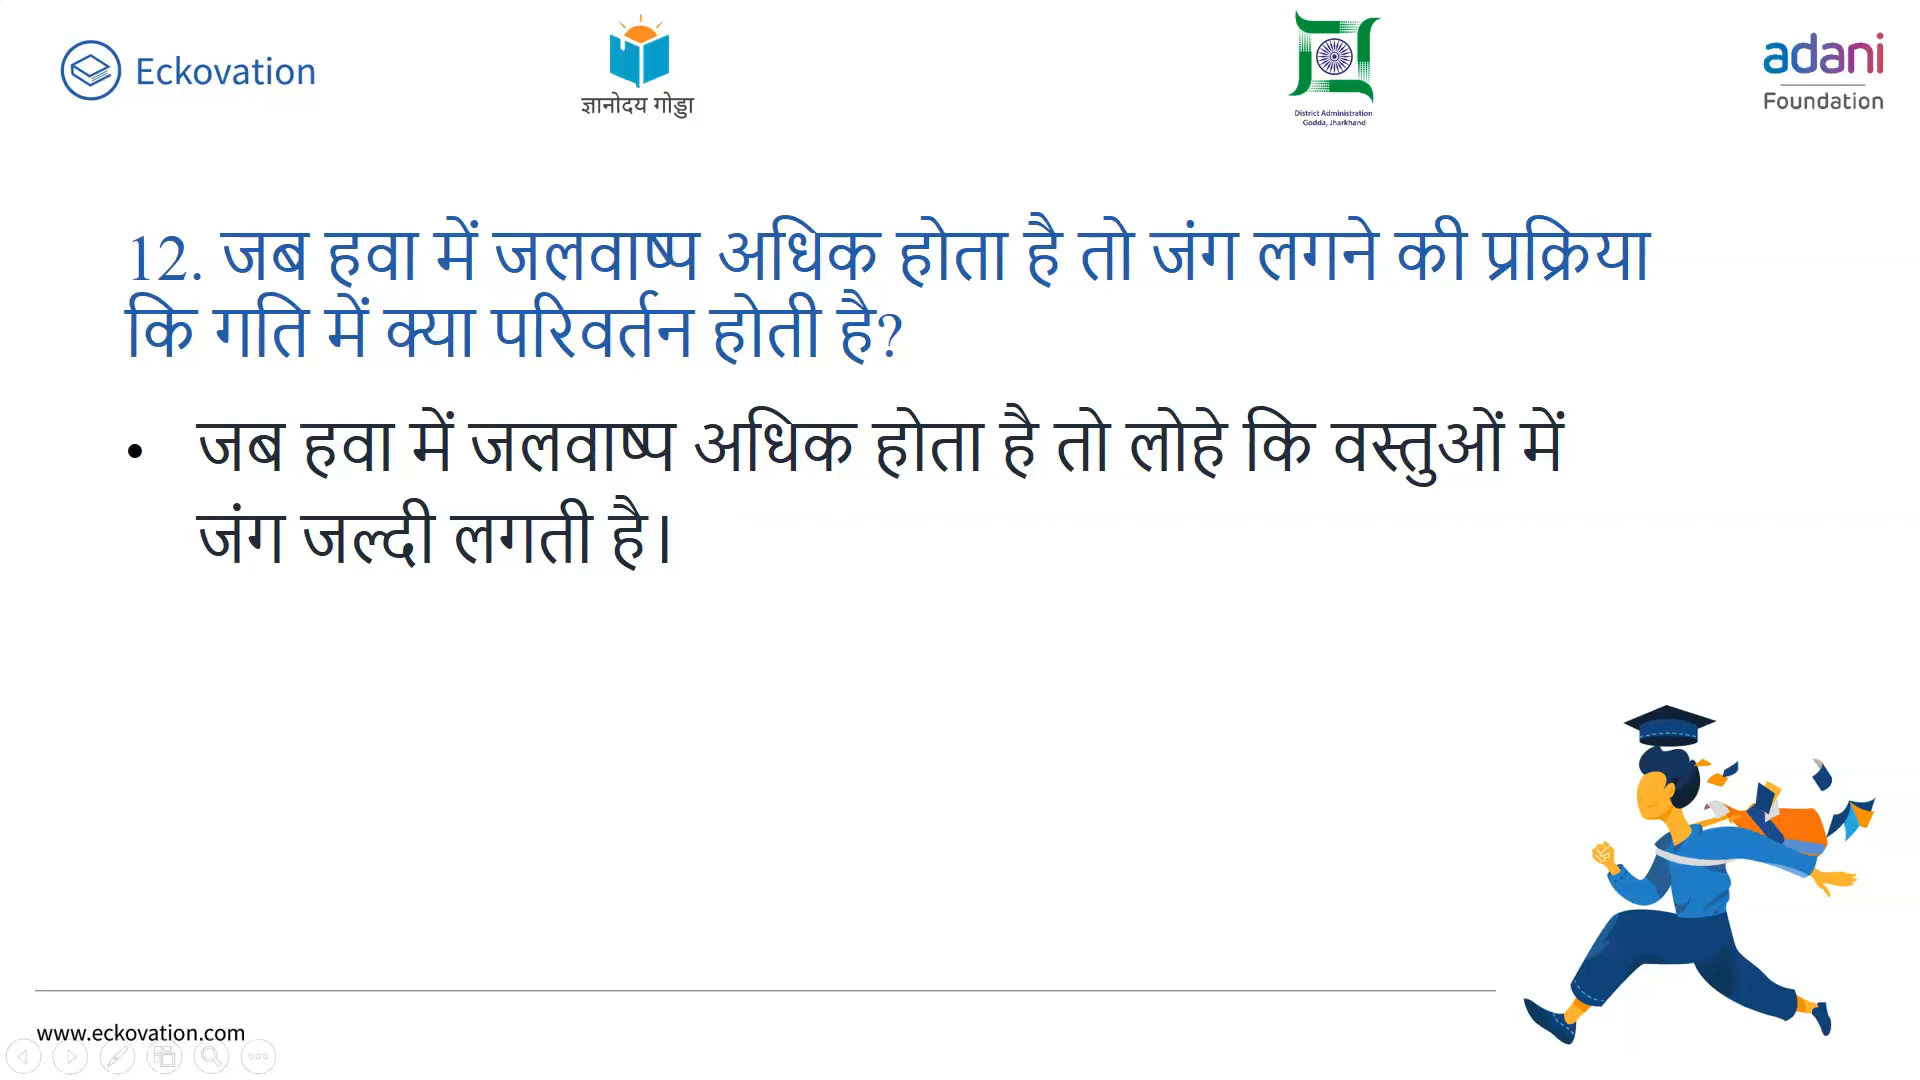 Eckovation
ज्ञानोदय गोड्डा
District Administration
Godda, Jharkhand
adani
Foundation
12. जब हवा में जलवाष्प अधिक होता है तो जंग लगने की प्रक्रिया
कि गति में क्या परिवर्तन होती है?
• जब हवा में जलवाष्प अधिक होता है तो लोहे कि वस्तुओं में
जंग जल्दी लगती है।
www.eckovation.com